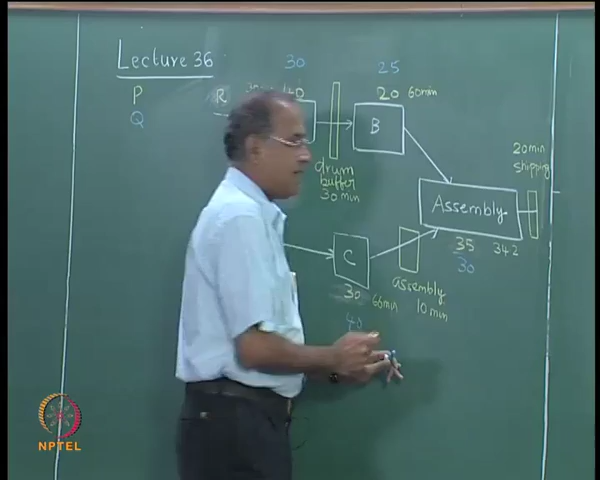 Lecture 36
P
Q
R
30
40
drum
buffer
30 min
25
20 60min
B
Assembly
35 342
30
20min
shipping
C
30 66min
40
assembly
10 min
NPTEL